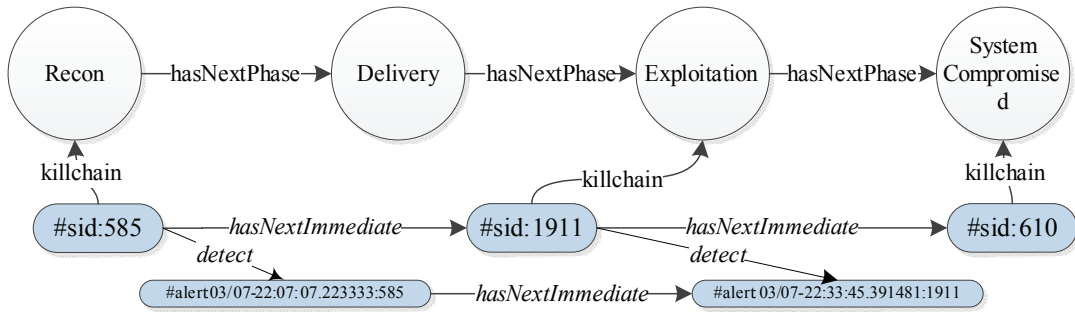 Recon
hasNextPhase
Delivery
hasNextPhase
Exploitation
hasNextPhase
System
Compromise
d
killchain
killchain
killchain
#sid:585
hasNextImmediate
#sid:1911
hasNextImmediate
#sid:610
detect
detect
#alert03/07-22:07:07.223333:585
hasNextImmediate
#alert 03/07-22:33:45.391481:1911